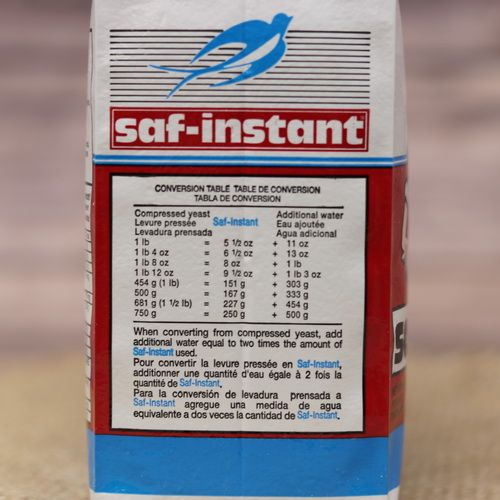 saf-instant
CONVERSION TABLE TABLE DE CONVERSION
TABLA DE CONVERSION
Compressed yeast Additional water
Levure pressée Saf-Instant Eau ajoutée
Levadura prensada Agua adicional
1 lb = 5 1/2 oz + 11 oz
1 lb 4 oz = 6 1/2 oz + 13 oz
1 lb 8 oz = 8 oz + 1 lb
1 lb 12 oz = 9 1/2 oz + 1 lb 3 oz
454 g (1 lb) = 151 g + 303 g
500 g = 167 g + 333 g
681 g (1 1/2 lb) = 227 g + 454 g
750 g = 250 g + 500 g
When converting from compressed yeast, add
additional water equal to two times the amount of
Saf-Instant used.
Pour convertir la levure pressée en Saf-Instant,
additionner une quantité d'eau égale à 2 fois la
quantité de Saf-Instant.
Para la conversión de levadura prensada a
Saf-Instant agregue una medida de agua
equivalente a dos veces la cantidad de Saf-Instant.